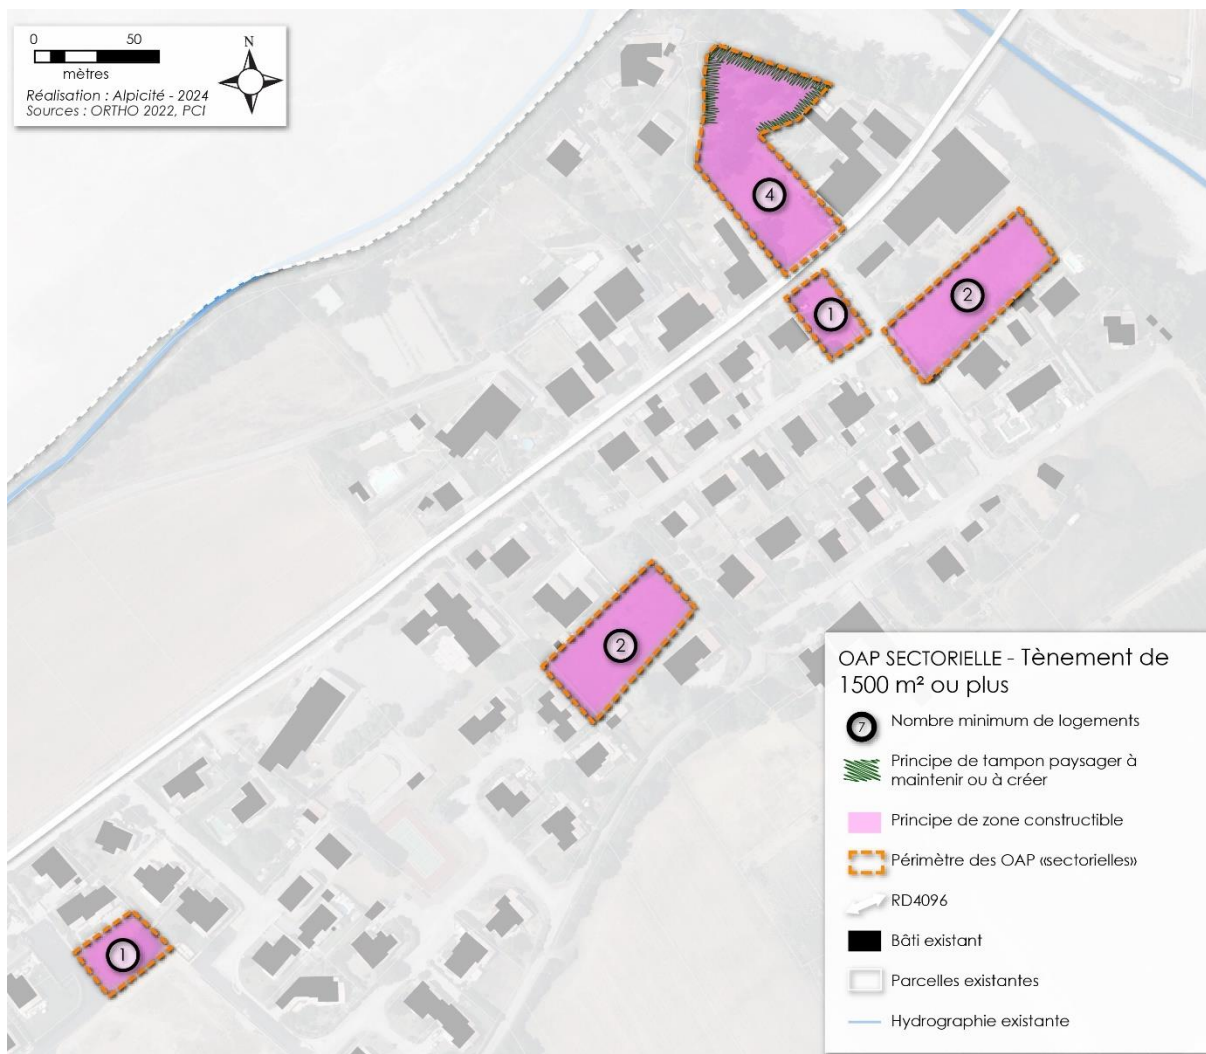 0 50
mètres
N
Réalisation : Alpicité - 2024
Sources : ORTHO 2022, PCI
4
2
1
2
1
OAP SECTORIELLE - Tènement de
1500 m² ou plus
7 Nombre minimum de logements
Principe de tampon paysager à
maintenir ou à créer
Principe de zone constructible
Périmètre des OAP «sectorielles»
RD4096
Bâti existant
Parcelles existantes
Hydrographie existante